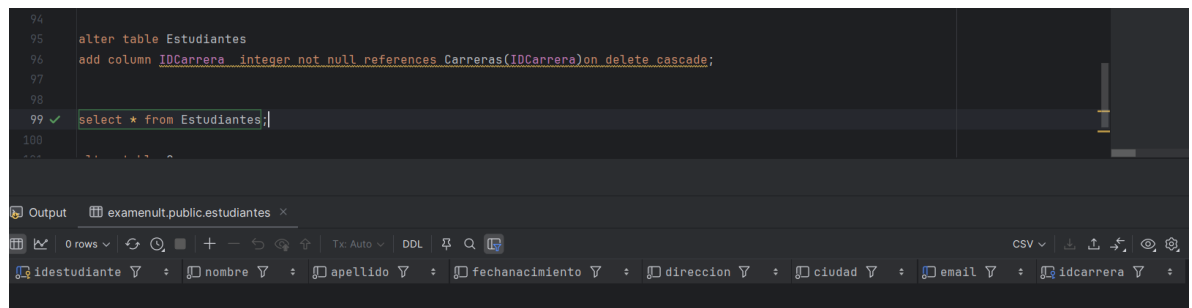 94
95 alter table Estudiantes
96 add column IDCarrera  integer not null references Carreras(IDCarrera)on delete cascade;
97
98
99 select * from Estudiantes;
100
Output examenult.public.estudiantes ×
0 rows Tx: Auto DDL CSV
idestudiante nombre apellido fechanacimiento direccion ciudad email idcarrera